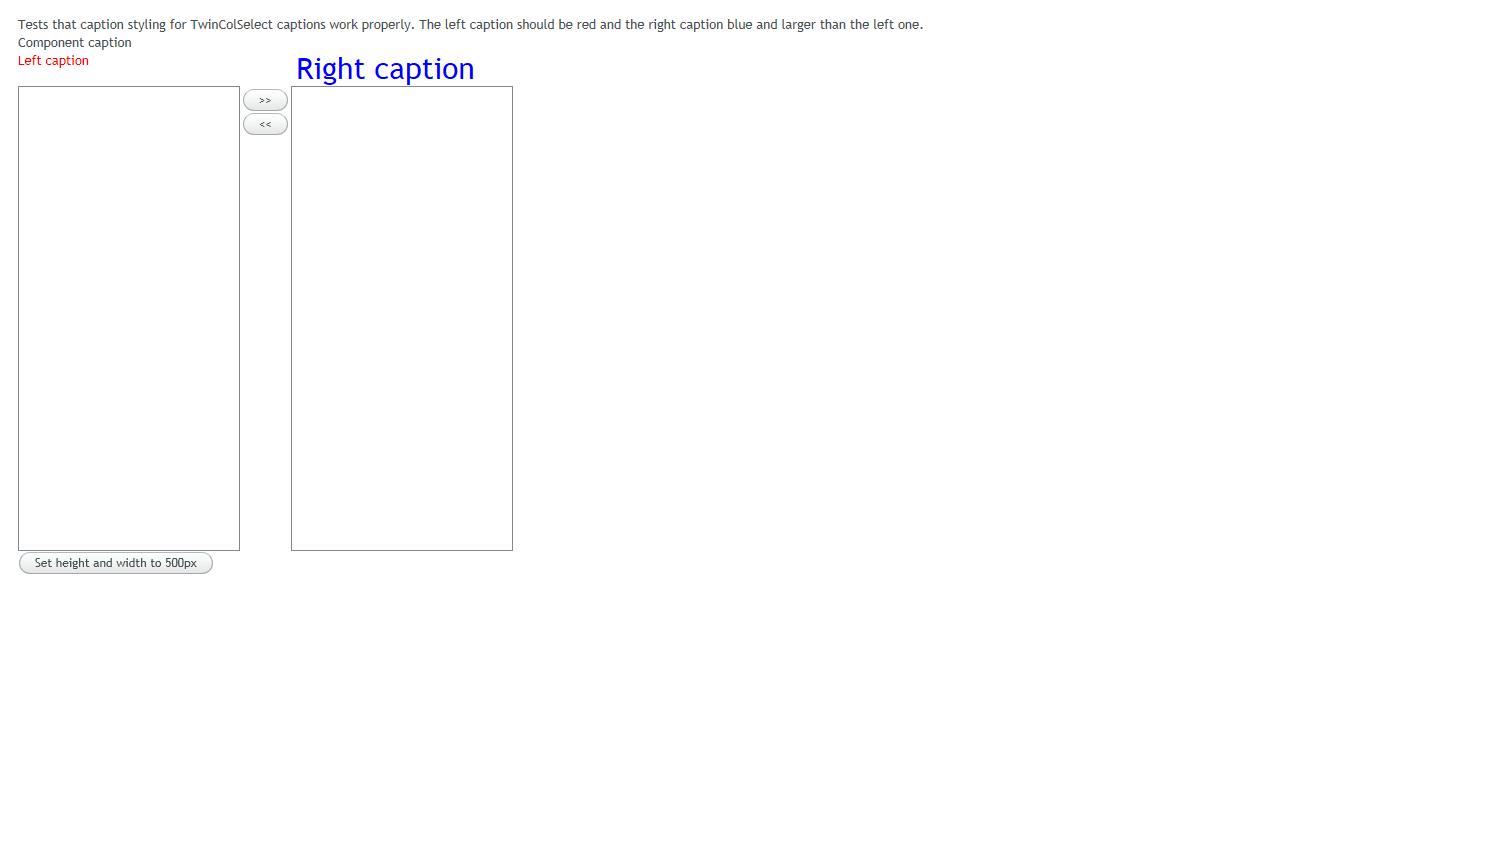 Tests that caption styling for TwinColSelect captions work properly. The left caption should be red and the right caption blue and larger than the left one.
Component caption
Left caption
Right caption
>>
<<
Set height and width to 500px